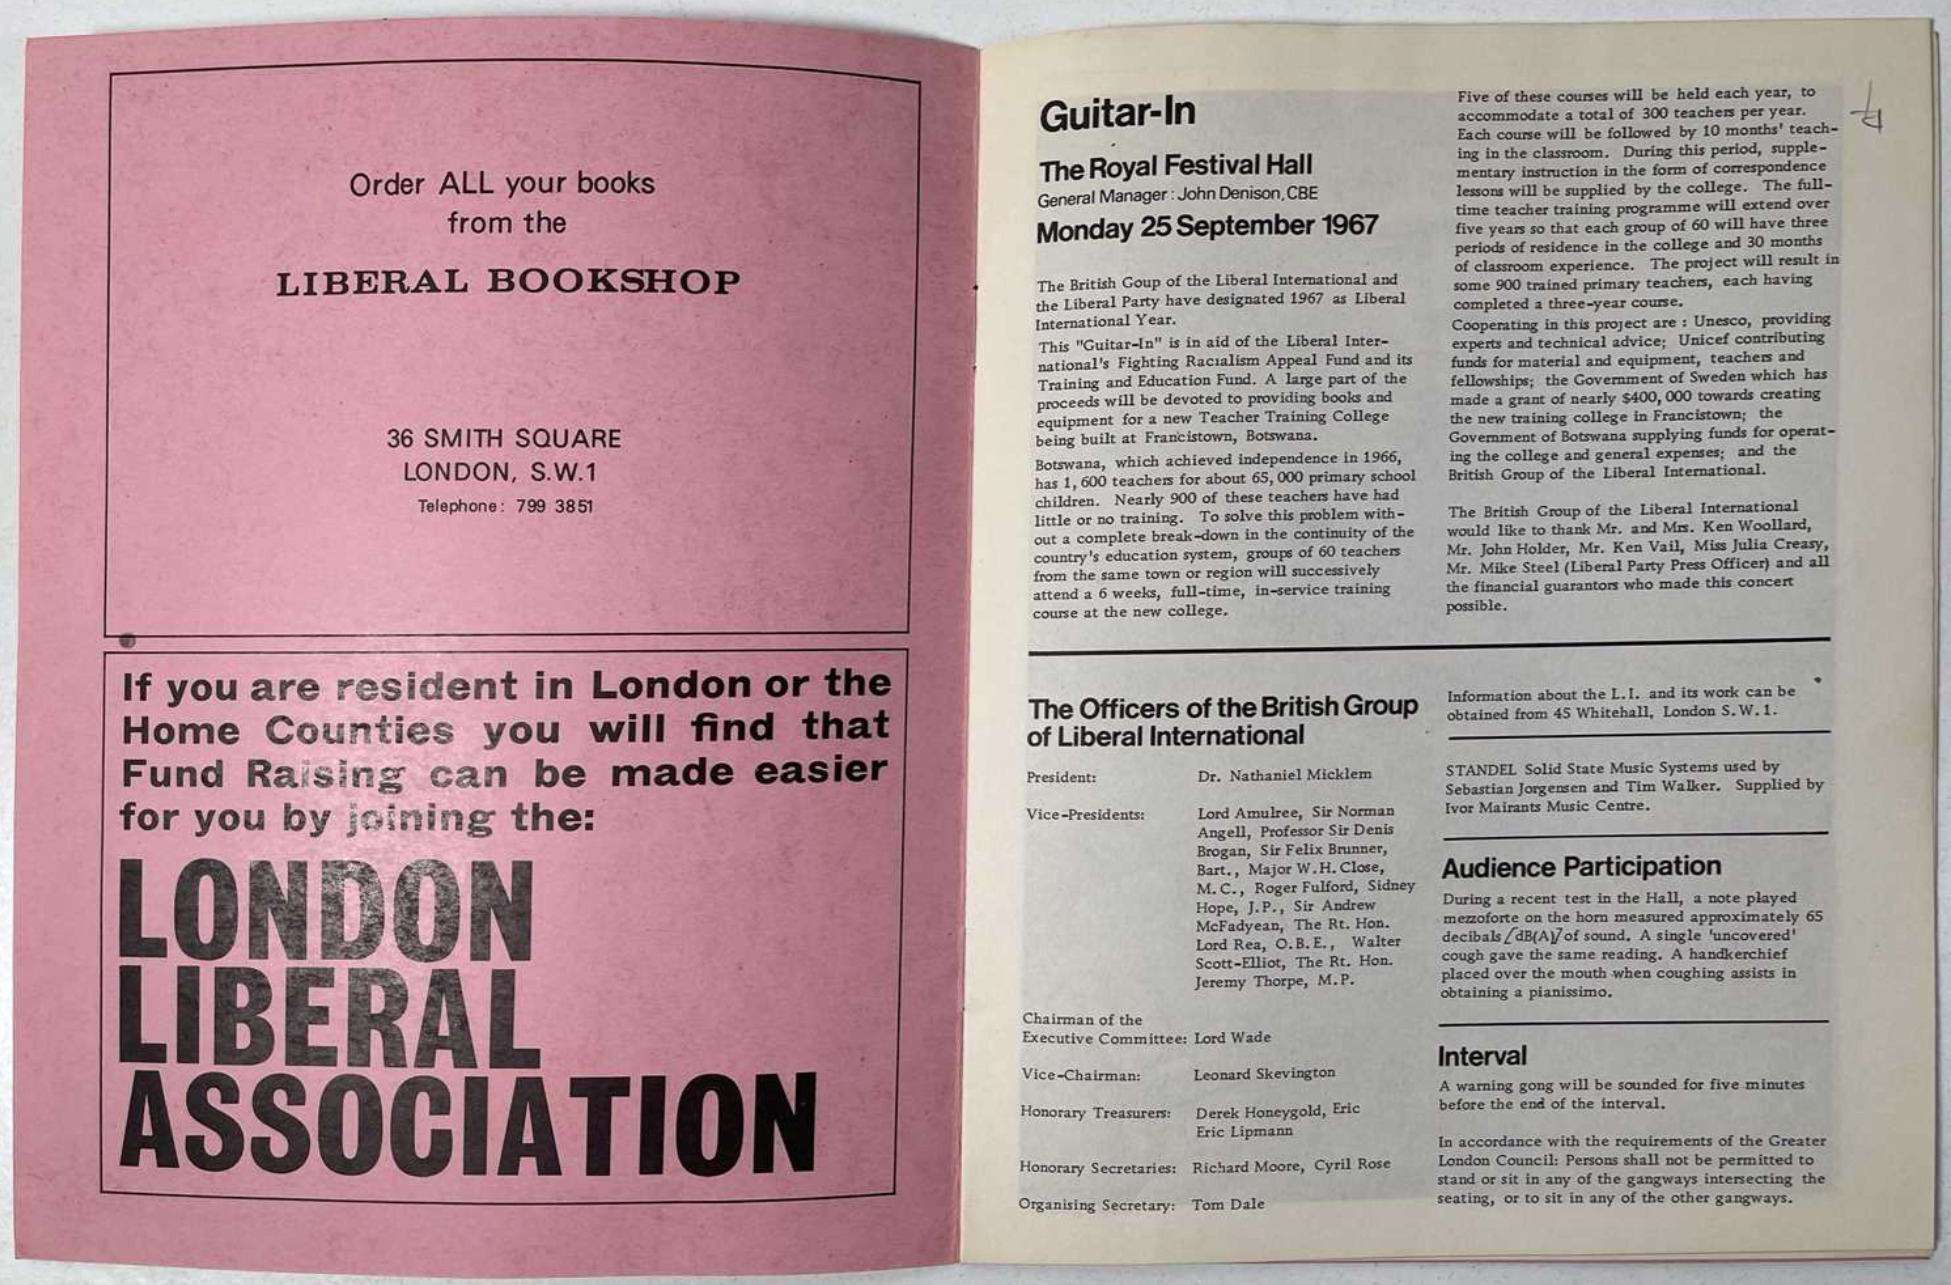 Order ALL your books
from the
LIBERAL BOOKSHOP
36 SMITH SQUARE
LONDON, S.W.1
Telephone: 799 3851
If you are resident in London or the
Home Counties you will find that
Fund Raising can be made easier
for you by joining the:
LONDON
LIBERAL
ASSOCIATION
Guitar-In
The Royal Festival Hall
General Manager: John Denison, CBE
Monday 25 September 1967
The British Goup of the Liberal International and
the Liberal Party have designated 1967 as Liberal
International Year.
This "Guitar-In" is in aid of the Liberal Inter-
national's Fighting Racialism Appeal Fund and its
Training and Education Fund. A large part of the
proceeds will be devoted to providing books and
equipment for a new Teacher Training College
being built at Francistown, Botswana.
Botswana, which achieved independence in 1966,
has 1,600 teachers for about 65,000 primary school
children. Nearly 900 of these teachers have had
little or no training. To solve this problem with-
out a complete break-down in the continuity of the
country's education system, groups of 60 teachers
from the same town or region will successively
attend a 6 weeks, full-time, in-service training
course at the new college.
Five of these courses will be held each year, to
accommodate a total of 300 teachers per year.
Each course will be followed by 10 months' teach-
ing in the classroom. During this period, supple-
mentary instruction in the form of correspondence
lessons will be supplied by the college. The full-
time teacher training programme will extend over
five years so that each group of 60 will have three
periods of residence in the college and 30 months
of classroom experience. The project will result in
some 900 trained primary teachers, each having
completed a three-year course.
Cooperating in this project are : Unesco, providing
experts and technical advice; Unicef contributing
funds for material and equipment, teachers and
fellowships; the Government of Sweden which has
made a grant of nearly $400,000 towards creating
the new training college in Francistown; the
Government of Botswana supplying funds for operat-
ing the college and general expenses; and the
British Group of the Liberal International.
The British Group of the Liberal International
would like to thank Mr. and Mrs. Ken Woollard,
Mr. John Holder, Mr. Ken Vail, Miss Julia Creasy,
Mr. Mike Steel (Liberal Party Press Officer) and all
the financial guarantors who made this concert
possible.
The Officers of the British Group
of Liberal International
President: Dr. Nathaniel Micklem
Vice-Presidents: Lord Amulree, Sir Norman
Angell, Professor Sir Denis
Brogan, Sir Felix Brunner,
Bart., Major W.H. Close,
M.C., Roger Fulford, Sidney
Hope, J.P., Sir Andrew
McFadyean, The Rt. Hon.
Lord Rea, O.B.E., Walter
Scott-Elliot, The Rt. Hon.
Jeremy Thorpe, M.P.
Chairman of the
Executive Committee: Lord Wade
Vice-Chairman: Leonard Skevington
Honorary Treasurers: Derek Honeygold, Eric
Eric Lipmann
Honorary Secretaries: Richard Moore, Cyril Rose
Organising Secretary: Tom Dale
Information about the L.I. and its work can be
obtained from 45 Whitehall, London S.W.1.
STANDEL Solid State Music Systems used by
Sebastian Jorgensen and Tim Walker. Supplied by
Ivor Mairants Music Centre.
Audience Participation
During a recent test in the Hall, a note played
mezzoforte on the horn measured approximately 65
decibals [dB(A)] of sound. A single 'uncovered'
cough gave the same reading. A handkerchief
placed over the mouth when coughing assists in
obtaining a pianissimo.
Interval
A warning gong will be sounded for five minutes
before the end of the interval.
In accordance with the requirements of the Greater
London Council: Persons shall not be permitted to
stand or sit in any of the gangways intersecting the
seating, or to sit in any of the other gangways.